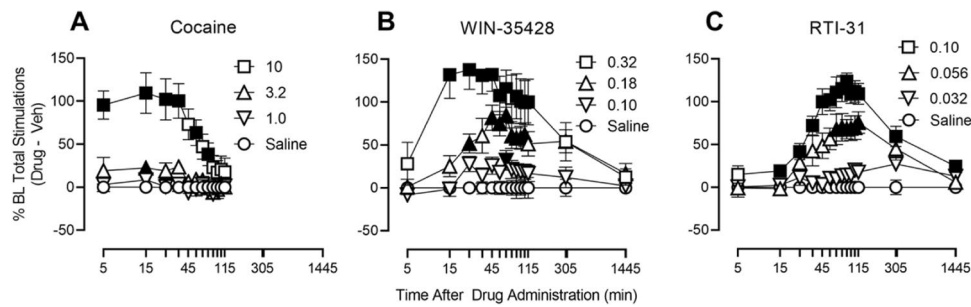 A
Cocaine
10
3.2
1.0
Saline
% BL Total Stimulations
(Drug - Veh)
150
100
50
0
-50
5 15 45 115 305 1445
B
WIN-35428
0.32
0.18
0.10
Saline
150
100
50
0
-50
5 15 45 115 305 1445
C
RTI-31
0.10
0.056
0.032
Saline
150
100
50
0
-50
5 15 45 115 305 1445
Time After Drug Administration (min)